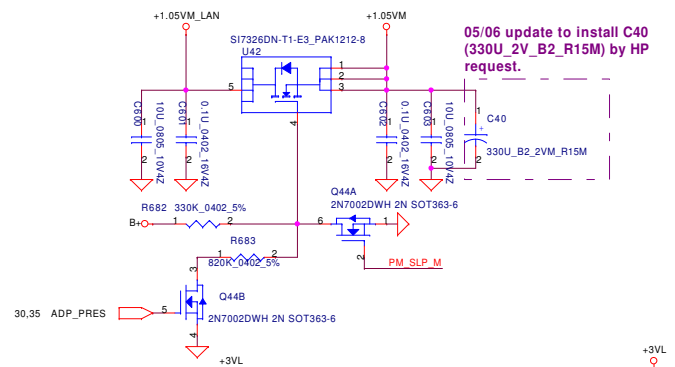 +1.05VM_LAN
+1.05VM
05/06 update to install C40
(330U_2V_B2_R15M) by HP
request.
SI7326DN-T1-E3_PAK1212-8
U42
5
1
2
3
4
C600
1
2
10U_0805_10V4Z
C601
1
2
0.1U_0402_16V4Z
C602
1
2
0.1U_0402_16V4Z
C603
1
2
10U_0805_10V4Z
1
C40
+
2
330U_B2_2VM_R15M
Q44A
2N7002DWH 2N SOT363-6
R682 330K_0402_5%
B+
1
2
6
1
2
PM_SLP_M
R683
1
2
820K_0402_5%
3
Q44B
30,35 ADP_PRES
5
2N7002DWH 2N SOT363-6
4
+3VL
+3VL